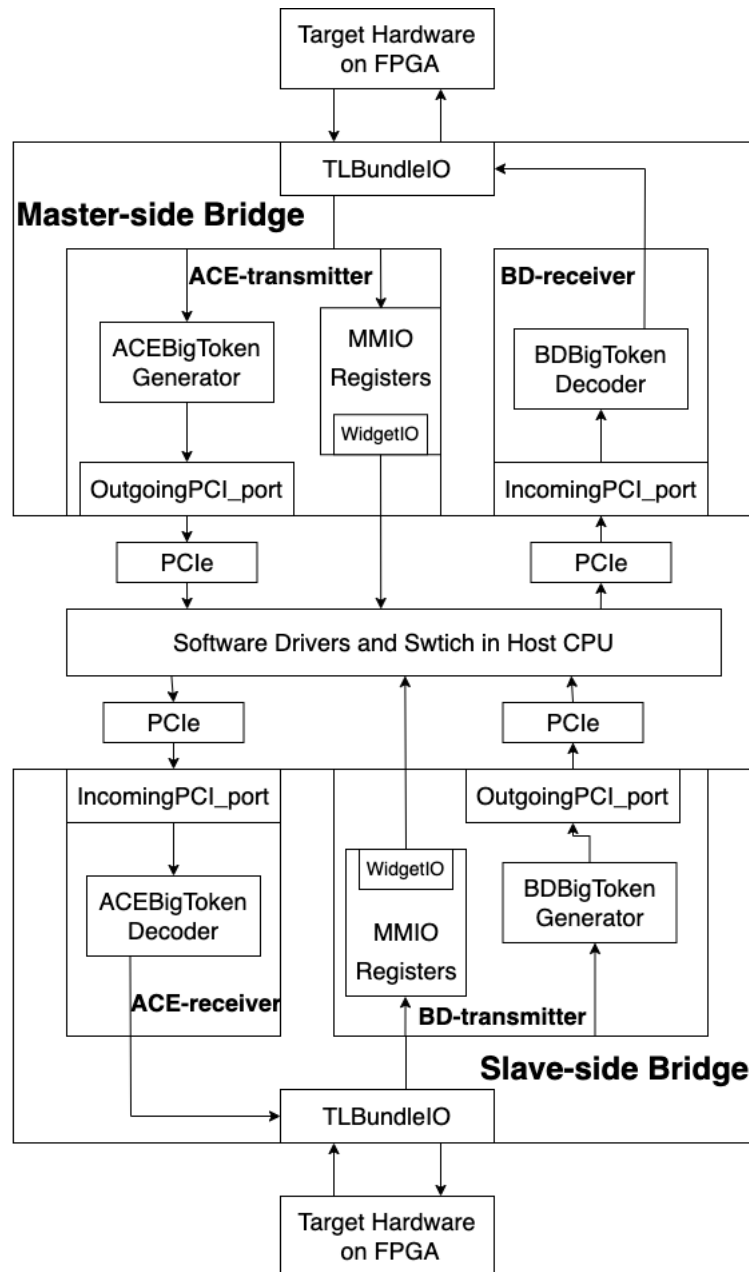 Target Hardware
on FPGA
TLBundleIO
Master-side Bridge
ACE-transmitter
BD-receiver
ACEBigToken
Generator
MMIO
Registers
WidgetIO
BDBigToken
Decoder
OutgoingPCI_port
IncomingPCI_port
PCIe
PCIe
Software Drivers and Swtich in Host CPU
PCIe
PCIe
IncomingPCI_port
OutgoingPCI_port
ACEBigToken
Decoder
WidgetIO
MMIO
Registers
BDBigToken
Generator
ACE-receiver
BD-transmitter
Slave-side Bridge
TLBundleIO
Target Hardware
on FPGA